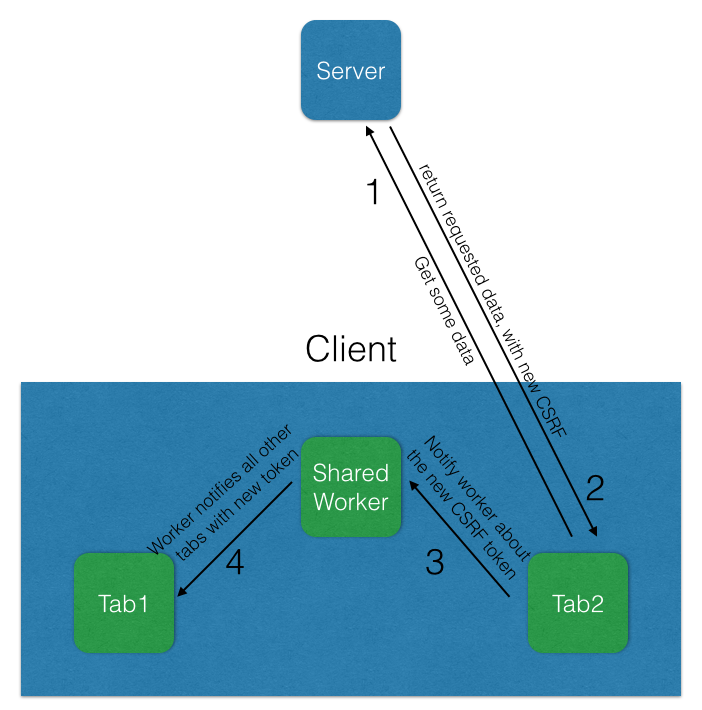 Server
1
return requested data, with new CSRF
Get some data
Client
Worker notifies all other
tabs with new token
Shared
Worker
Notify worker about
the new CSRF token
2
4
3
Tab1
Tab2